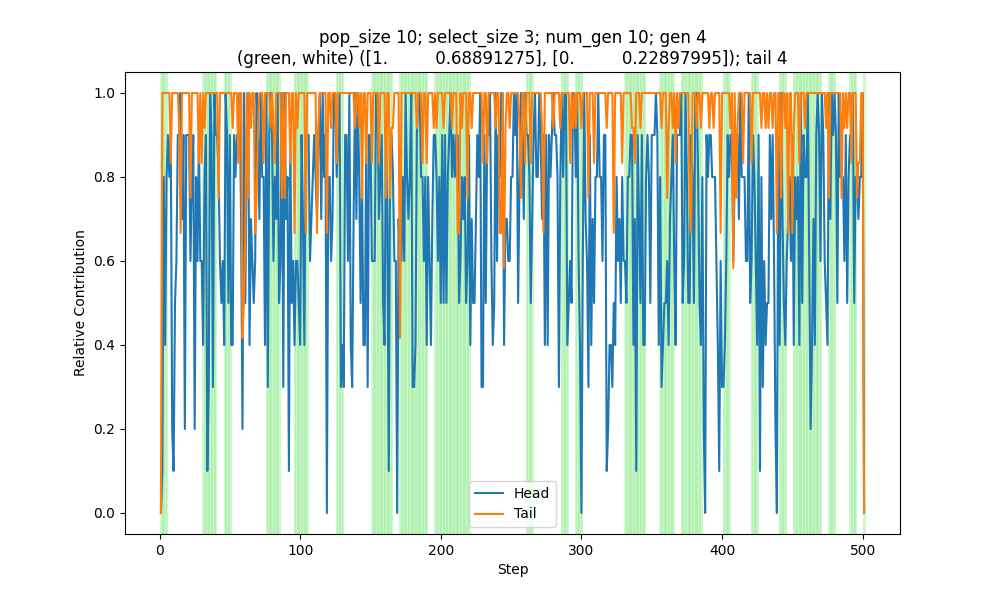 pop_size 10; select_size 3; num_gen 10; gen 4
(green, white) ([1. 0.68891275], [0. 0.22897995]); tail 4
Relative Contribution
1.0
0.8
0.6
0.4
0.2
0.0
Head
Tail
0
100
200
300
400
500
Step